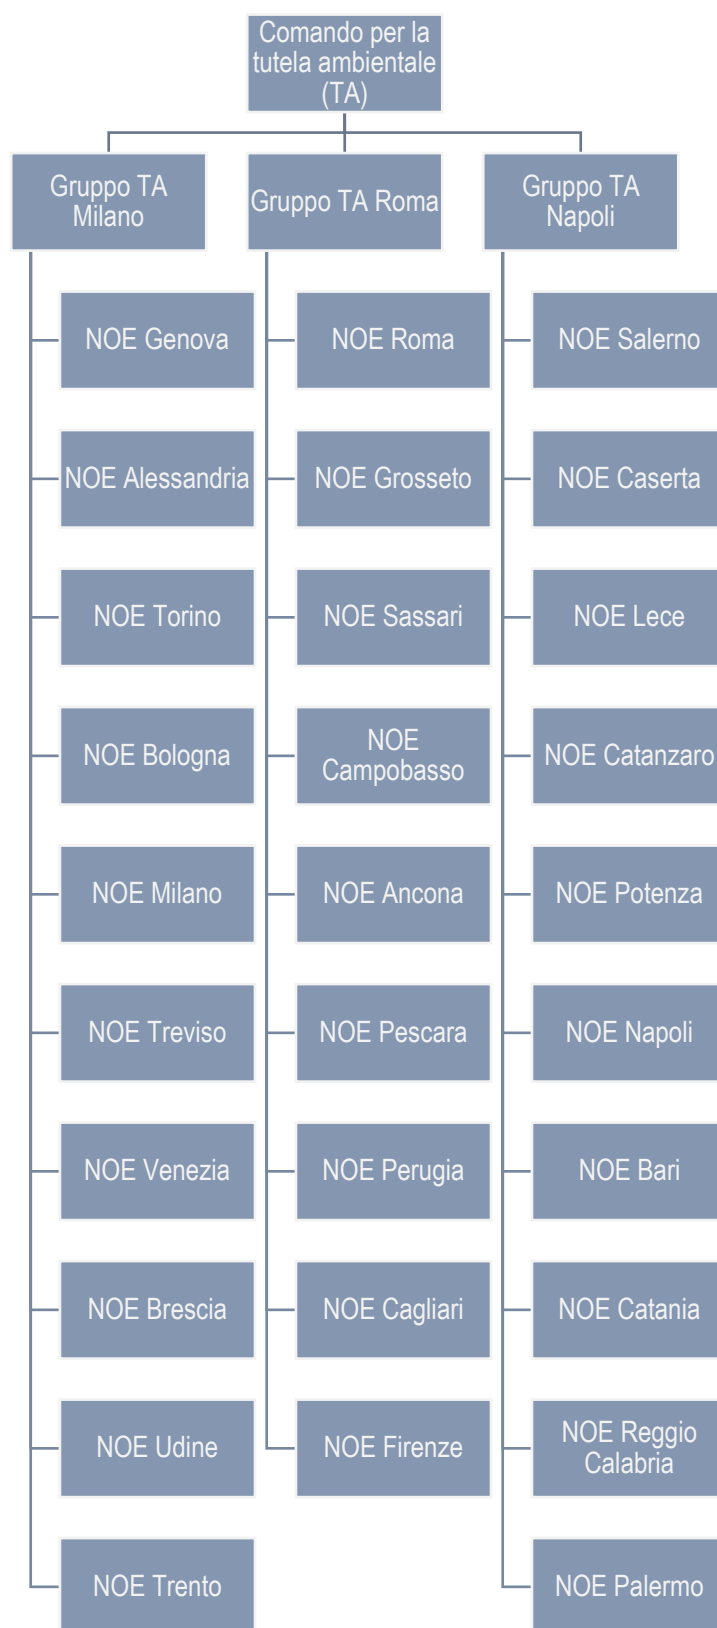 Comando per la
tutela ambientale
(TA)
Gruppo TA
Milano
Gruppo TA Roma
Gruppo TA
Napoli
NOE Genova
NOE Roma
NOE Salerno
NOE Alessandria
NOE Grosseto
NOE Caserta
NOE Torino
NOE Sassari
NOE Lece
NOE Bologna
NOE
Campobasso
NOE Catanzaro
NOE Milano
NOE Ancona
NOE Potenza
NOE Treviso
NOE Pescara
NOE Napoli
NOE Venezia
NOE Perugia
NOE Bari
NOE Brescia
NOE Cagliari
NOE Catania
NOE Udine
NOE Firenze
NOE Reggio
Calabria
NOE Trento
NOE Palermo